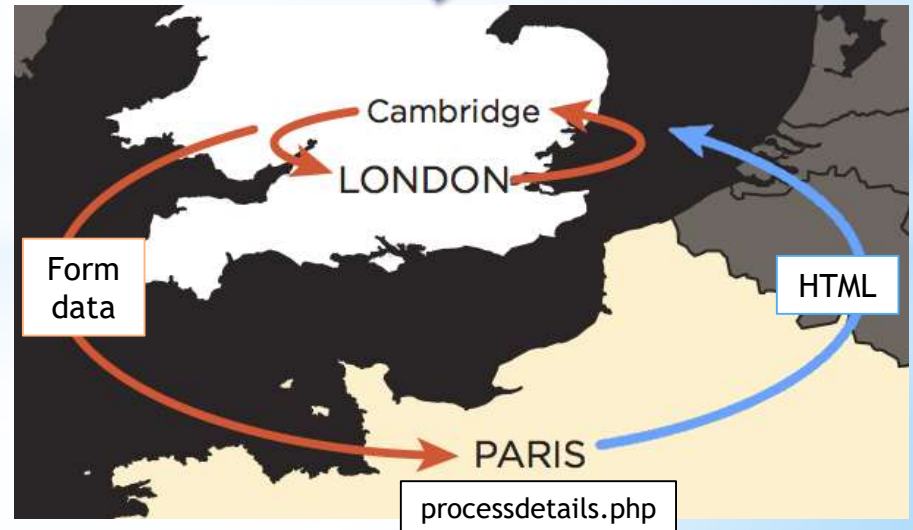 Cambridge
LONDON
Form
data
HTML
PARIS
processdetails.php